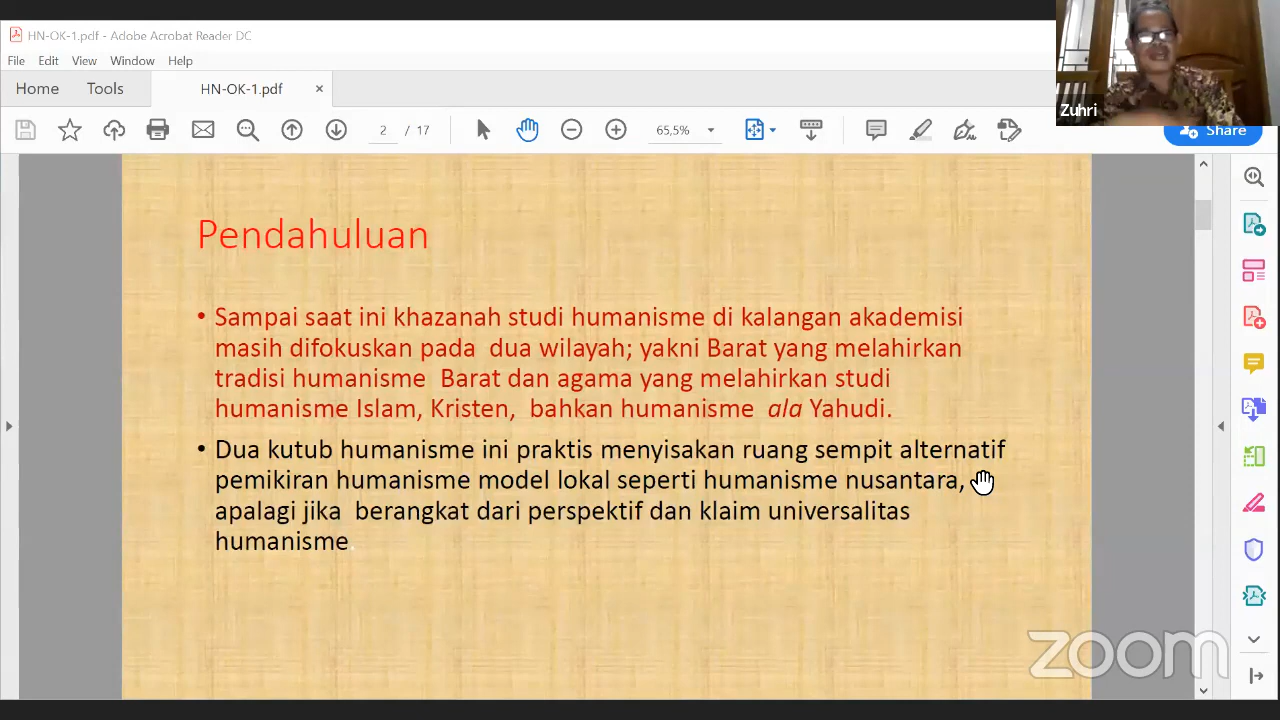 HN-OK-1.pdf - Adobe Acrobat Reader DC
File Edit View Window Help
Home Tools HN-OK-1.pdf ×
2 / 17 65,5% Share
Zuhri
Pendahuluan
• Sampai saat ini khazanah studi humanisme di kalangan akademisi
masih difokuskan pada dua wilayah; yakni Barat yang melahirkan
tradisi humanisme Barat dan agama yang melahirkan studi
humanisme Islam, Kristen, bahkan humanisme ala Yahudi.
• Dua kutub humanisme ini praktis menyisakan ruang sempit alternatif
pemikiran humanisme model lokal seperti humanisme nusantara,
apalagi jika berangkat dari perspektif dan klaim universalitas
humanisme.
zoom